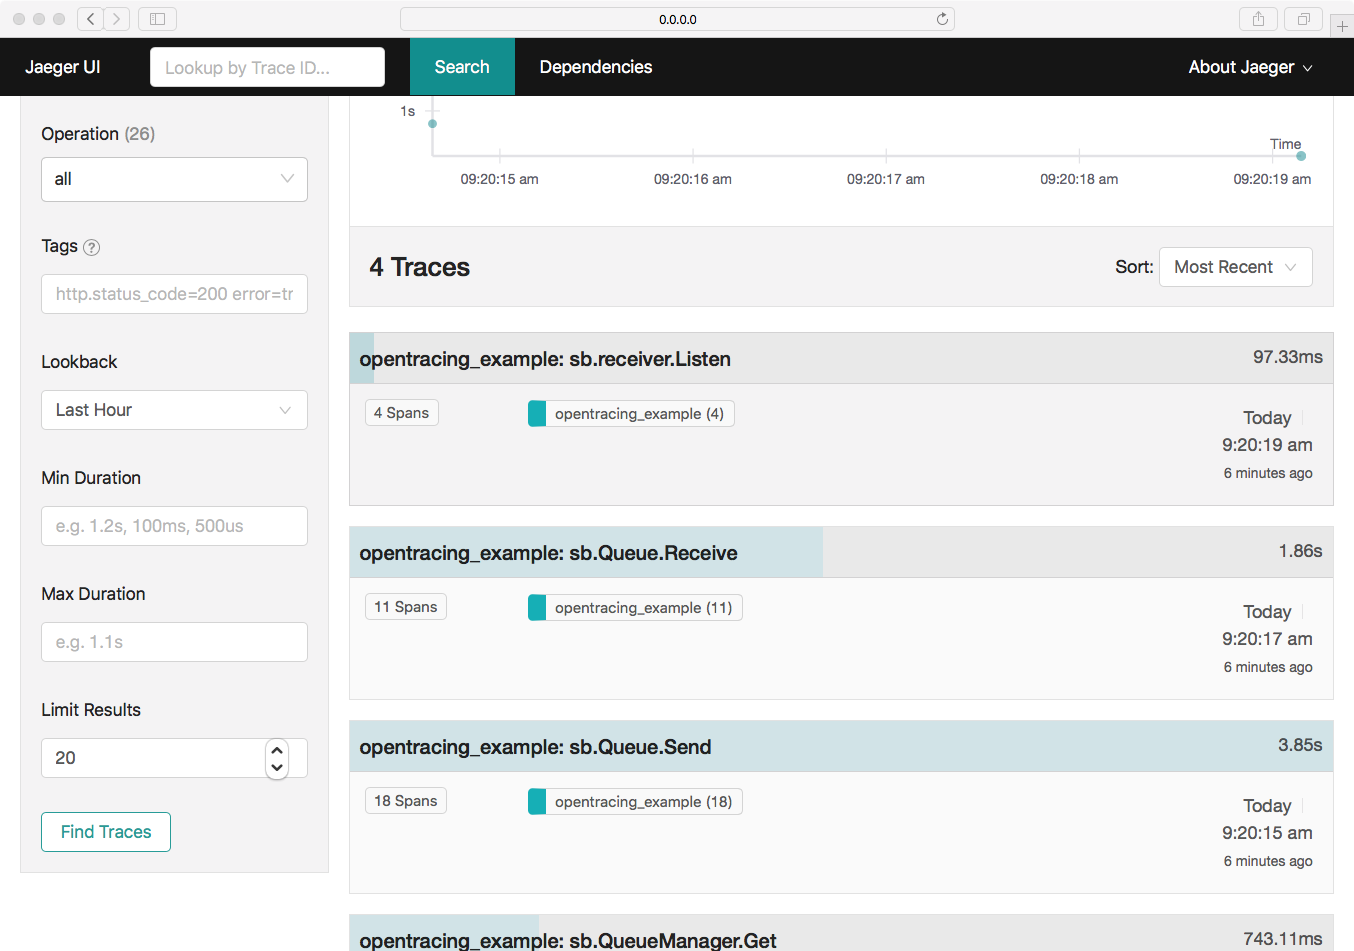 0.0.0.0
Jaeger UI
Lookup by Trace ID...
Search
Dependencies
About Jaeger
Operation (26)
all
Tags ?
http.status_code=200 error=tr
Lookback
Last Hour
Min Duration
e.g. 1.2s, 100ms, 500us
Max Duration
e.g. 1.1s
Limit Results
20
Find Traces
1s
Time
09:20:15 am
09:20:16 am
09:20:17 am
09:20:18 am
09:20:19 am
4 Traces
Sort:
Most Recent
opentracing_example: sb.receiver.Listen
97.33ms
4 Spans
opentracing_example (4)
Today
9:20:19 am
6 minutes ago
opentracing_example: sb.Queue.Receive
1.86s
11 Spans
opentracing_example (11)
Today
9:20:17 am
6 minutes ago
opentracing_example: sb.Queue.Send
3.85s
18 Spans
opentracing_example (18)
Today
9:20:15 am
6 minutes ago
opentracing_example: sb.QueueManager.Get
743.11ms